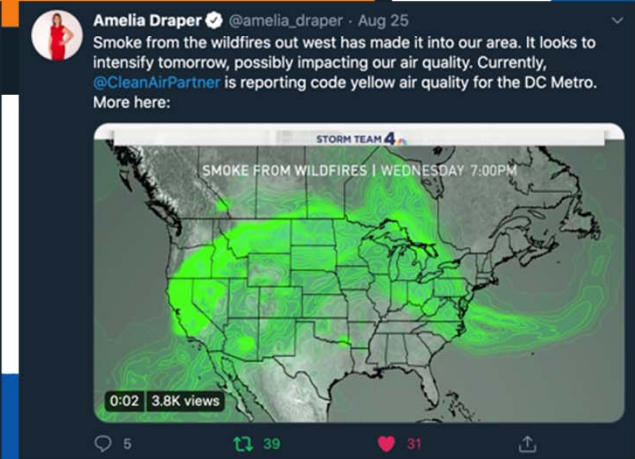 Amelia Draper @amelia_draper · Aug 25
Smoke from the wildfires out west has made it into our area. It looks to
intensify tomorrow, possibly impacting our air quality. Currently,
@CleanAirPartner is reporting code yellow air quality for the DC Metro.
More here:
STORM TEAM 4
SMOKE FROM WILDFIRES | WEDNESDAY 7:00PM
0:02 3.8K views
5 39 31